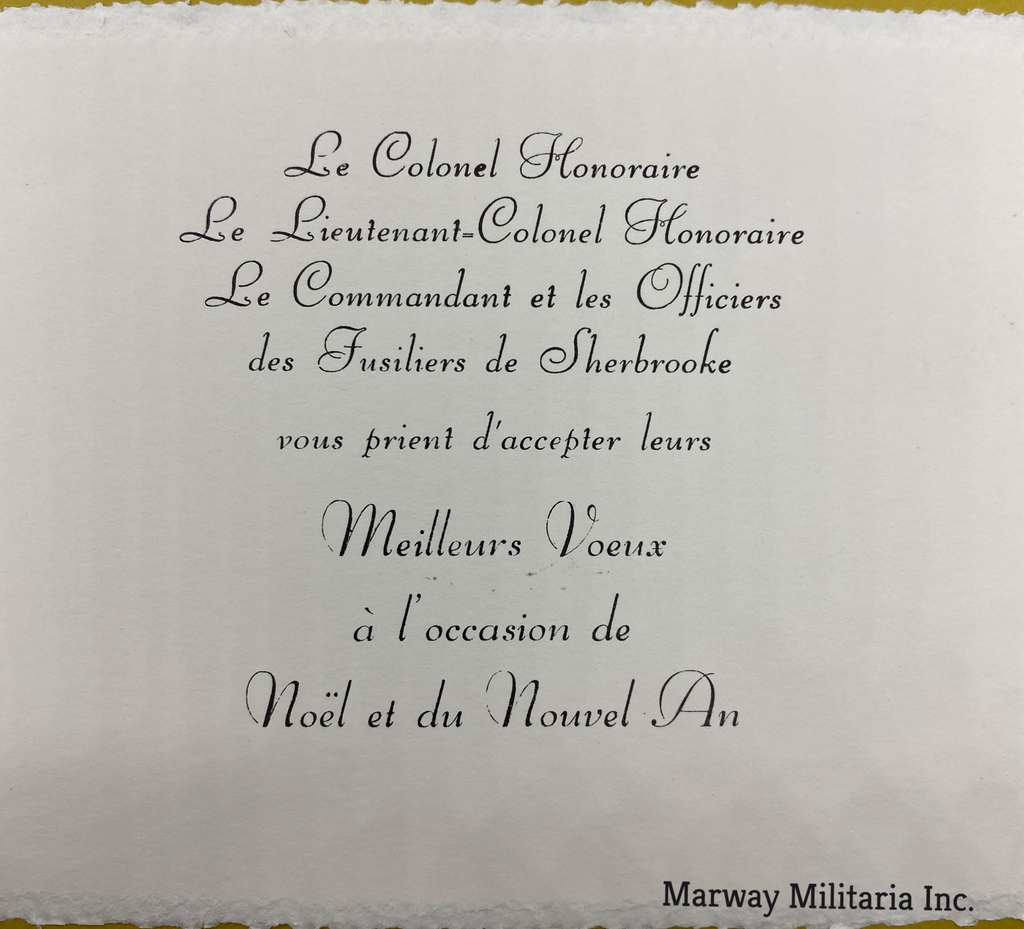 Le Colonel Honoraire
Le Lieutenant-Colonel Honoraire
Le Commandant et les Officiers
des Fusiliers de Sherbrooke
vous prient d'accepter leurs
Meilleurs Voeux
à l'occasion de
Noël et du Nouvel An
Marway Militaria Inc.